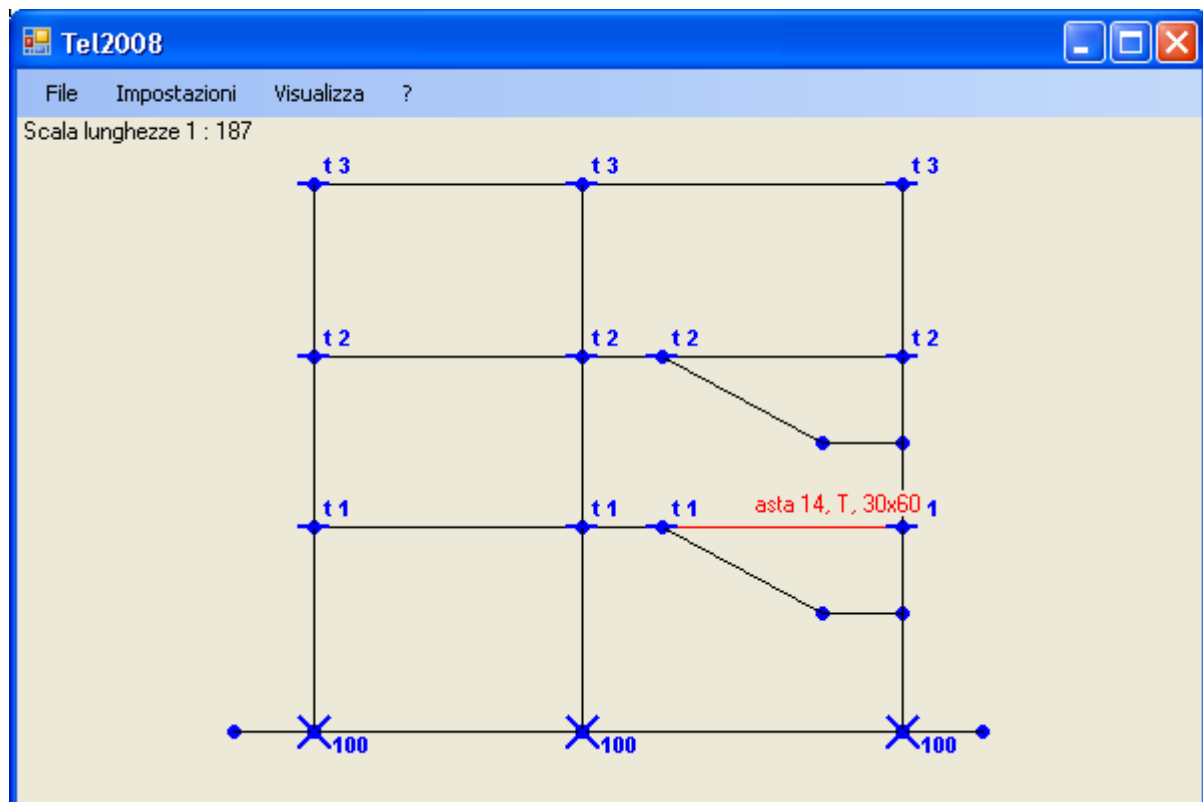 Tel2008
File Impostazioni Visualizza ?
Scala lunghezze 1 : 187
t 3 t 3 t 3
t 2 t 2 t 2 t 2
t 1 t 1 t 1 asta 14, T, 30x60 1
100 100 100